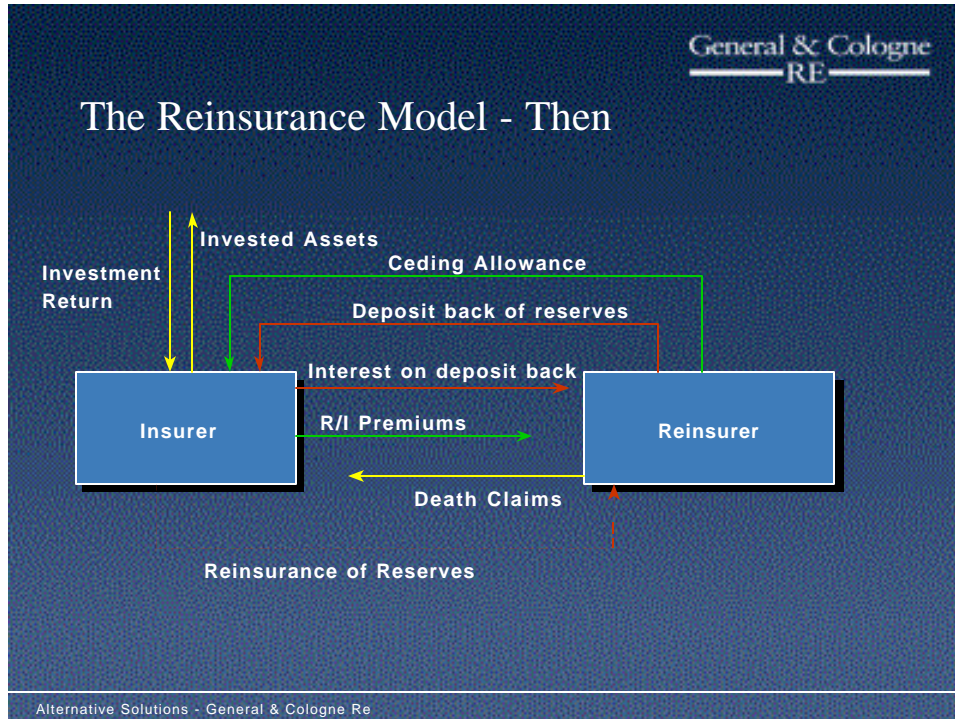 General & Cologne
RE
The Reinsurance Model - Then
Invested Assets
Ceding Allowance
Investment
Return
Deposit back of reserves
Interest on deposit back
R/I Premiums
Insurer
Reinsurer
Death Claims
Reinsurance of Reserves
Alternative Solutions - General & Cologne Re